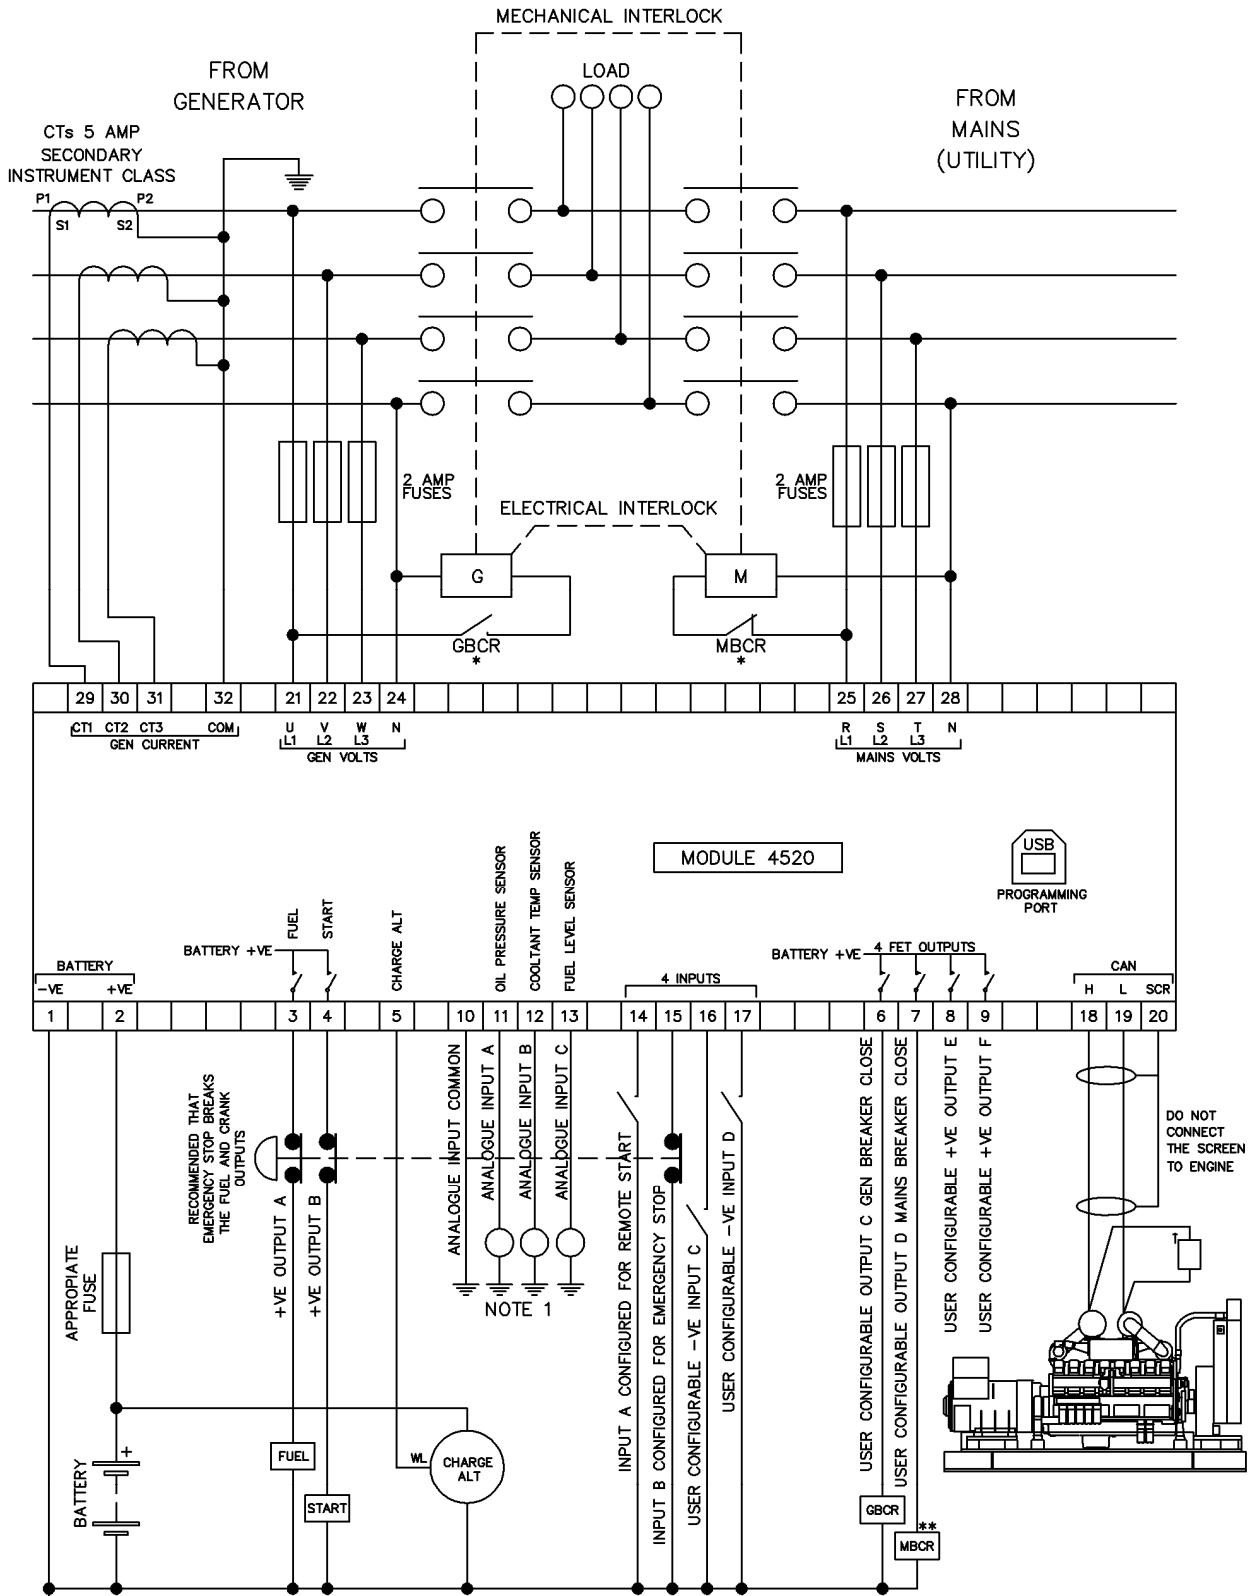 MECHANICAL INTERLOCK
FROM
GENERATOR
LOAD
FROM
MAINS
(UTILITY)
CTs 5 AMP
SECONDARY
INSTRUMENT CLASS
P1
P2
S1
S2
2 AMP
FUSES
2 AMP
FUSES
ELECTRICAL INTERLOCK
G
M
GBCR
*
MBCR
*
29 30 31 32 21 22 23 24 25 26 27 28
CT1 CT2 CT3 COM
GEN CURRENT
U V W N
L1 L2 L3
GEN VOLTS
R S T N
L1 L2 L3
MAINS VOLTS
MODULE 4520
USB
PROGRAMMING
PORT
FUEL
START
CHARGE ALT
OIL PRESSURE SENSOR
COOLTANT TEMP SENSOR
FUEL LEVEL SENSOR
BATTERY +VE
BATTERY +VE
4 FET OUTPUTS
BATTERY
-VE
+VE
4 INPUTS
CAN
H L SCR
1 2 3 4 5 10 11 12 13 14 15 16 17 6 7 8 9 18 19 20
RECOMMENDED THAT
EMERGENCY STOP BREAKS
THE FUEL AND CRANK
OUTPUTS
+VE OUTPUT A
+VE OUTPUT B
ANALOGUE INPUT COMMON
ANALOGUE INPUT A
ANALOGUE INPUT B
ANALOGUE INPUT C
NOTE 1
INPUT A CONFIGURED FOR REMOTE START
INPUT B CONFIGURED FOR EMERGENCY STOP
USER CONFIGURABLE -VE INPUT C
USER CONFIGURABLE -VE INPUT D
USER CONFIGURABLE OUTPUT C GEN BREAKER CLOSE
USER CONFIGURABLE OUTPUT D MAINS BREAKER CLOSE
USER CONFIGURABLE +VE OUTPUT E
USER CONFIGURABLE +VE OUTPUT F
DO NOT
CONNECT
THE SCREEN
TO ENGINE
APPROPIATE
FUSE
+
BATTERY
FUEL
START
WL
CHARGE
ALT
GBCR
**
MBCR